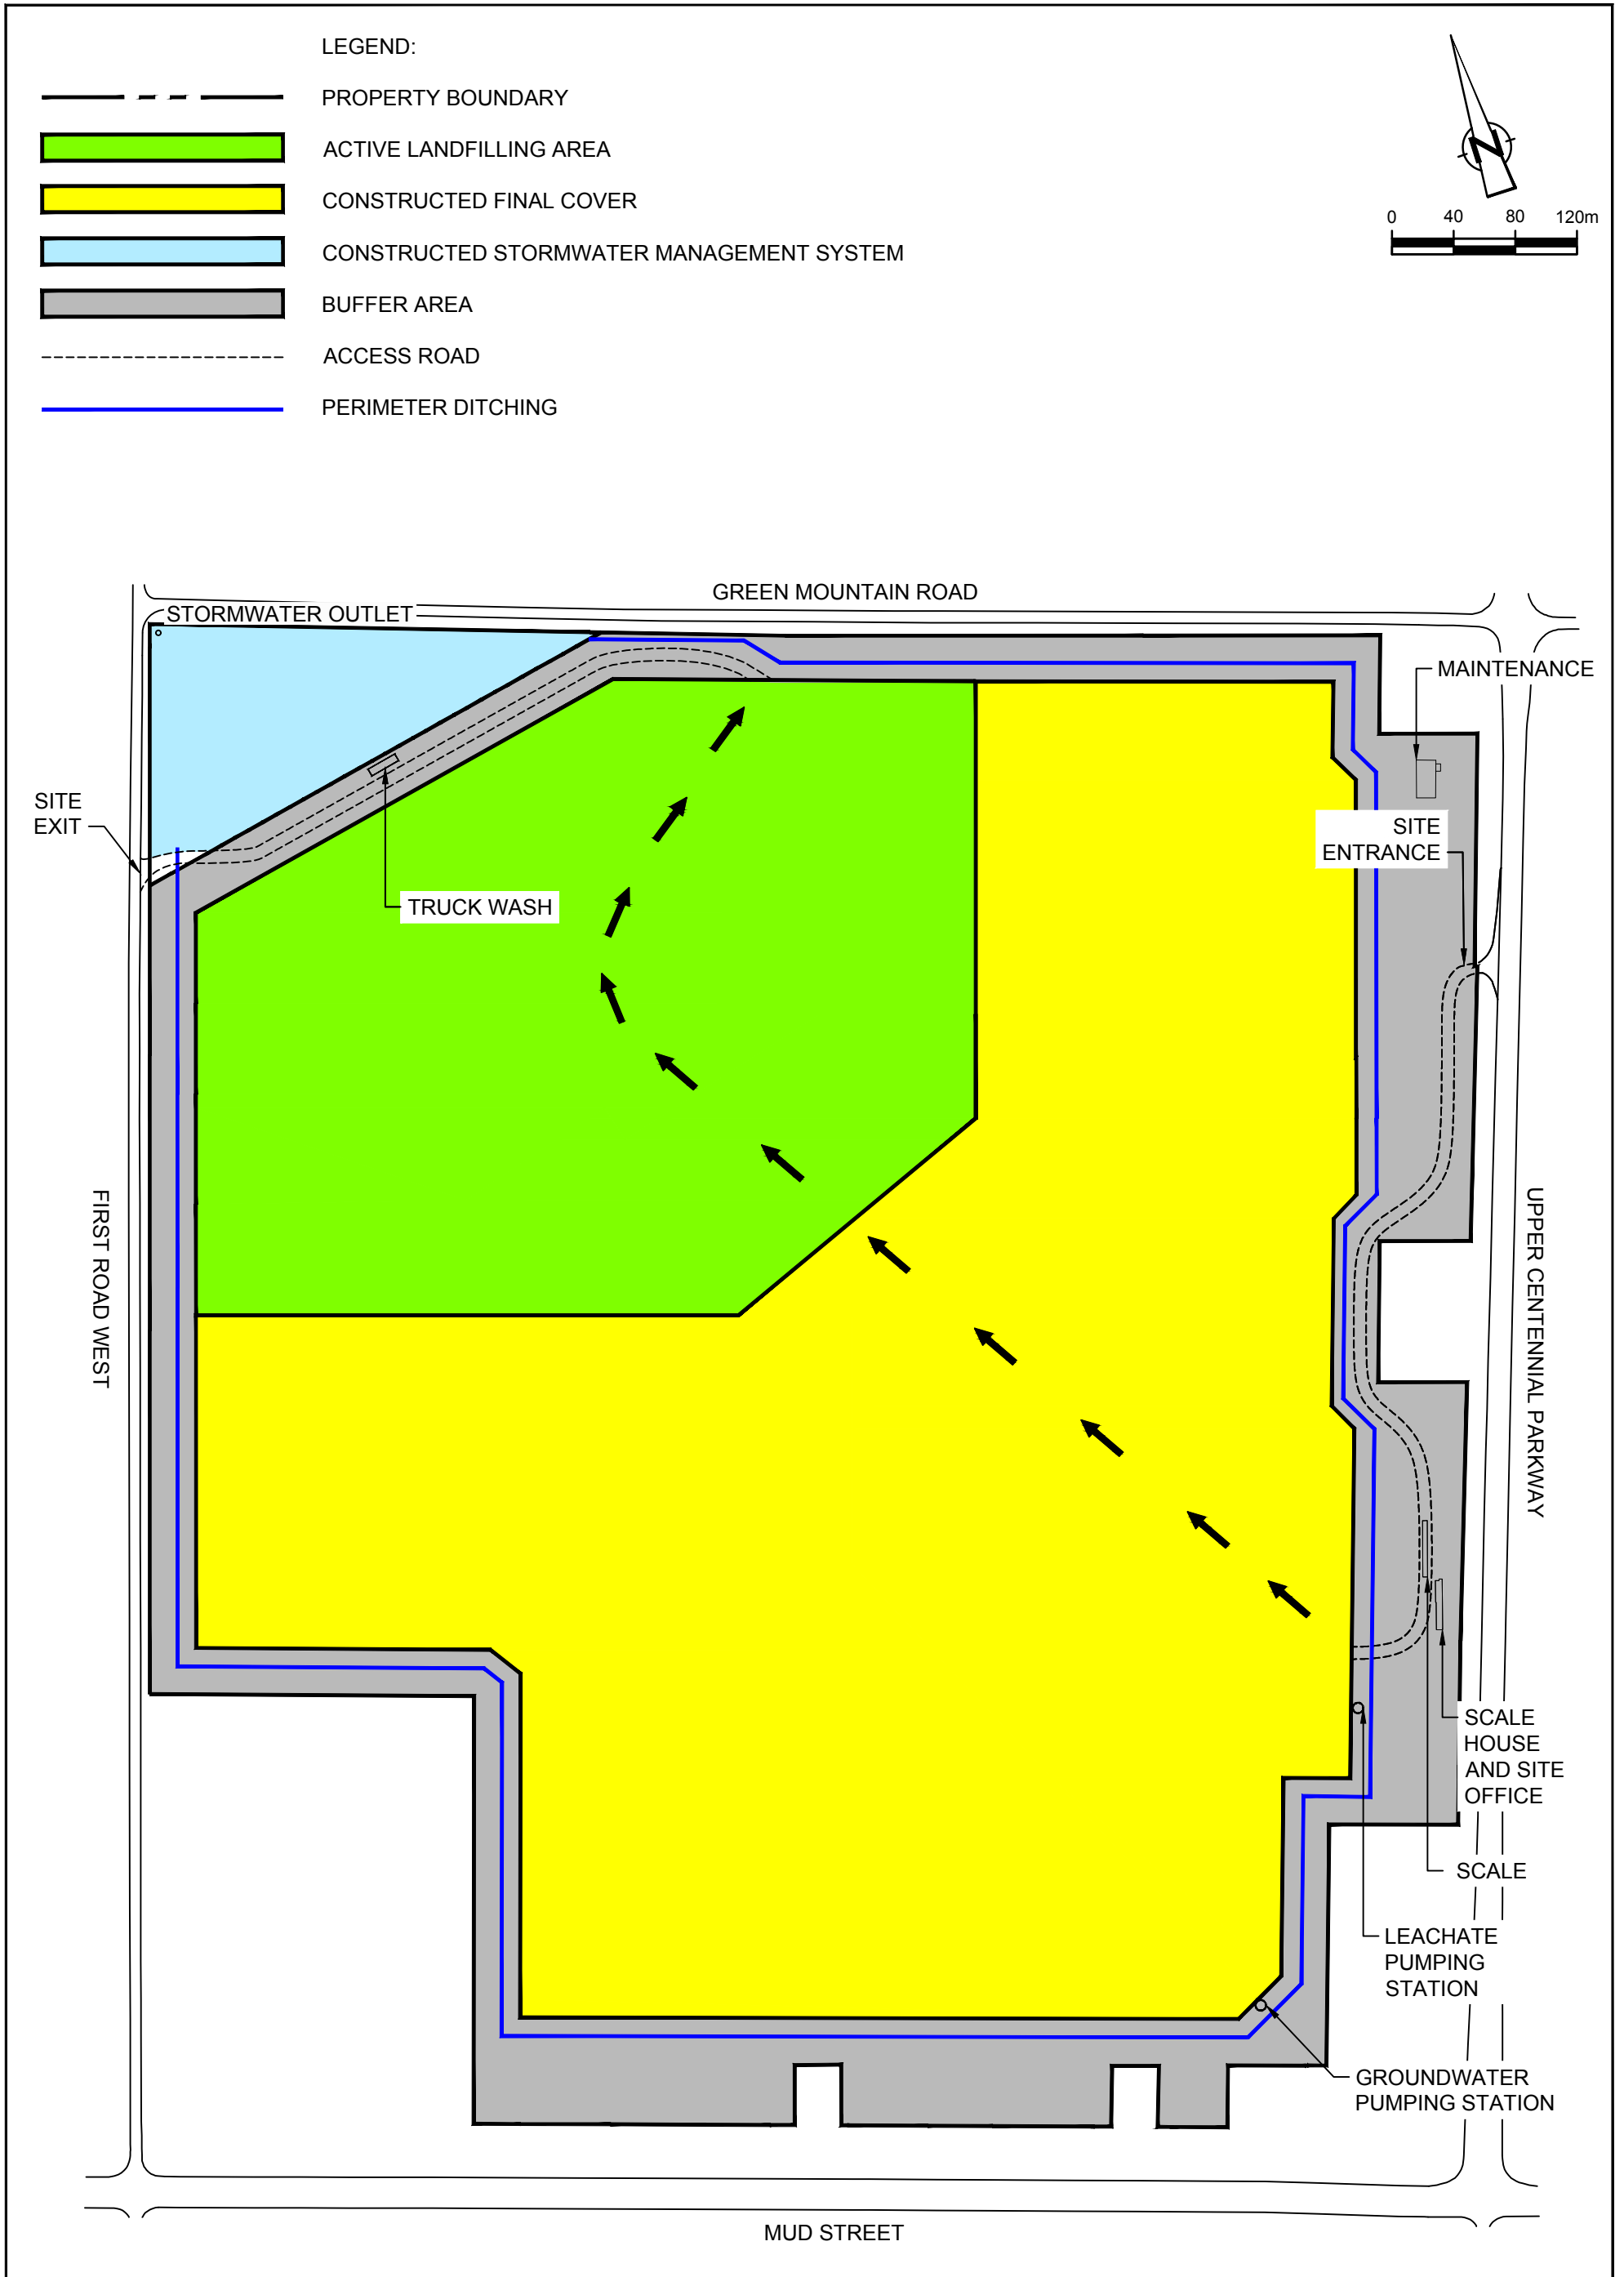 LEGEND:
PROPERTY BOUNDARY
ACTIVE LANDFILLING AREA
CONSTRUCTED FINAL COVER
CONSTRUCTED STORMWATER MANAGEMENT SYSTEM
BUFFER AREA
ACCESS ROAD
PERIMETER DITCHING
N
0 40 80 120m
GREEN MOUNTAIN ROAD
STORMWATER OUTLET
MAINTENANCE
SITE
EXIT
SITE
ENTRANCE
TRUCK WASH
FIRST ROAD WEST
UPPER CENTENNIAL PARKWAY
SCALE
HOUSE
AND SITE
OFFICE
SCALE
LEACHATE
PUMPING
STATION
GROUNDWATER
PUMPING STATION
MUD STREET